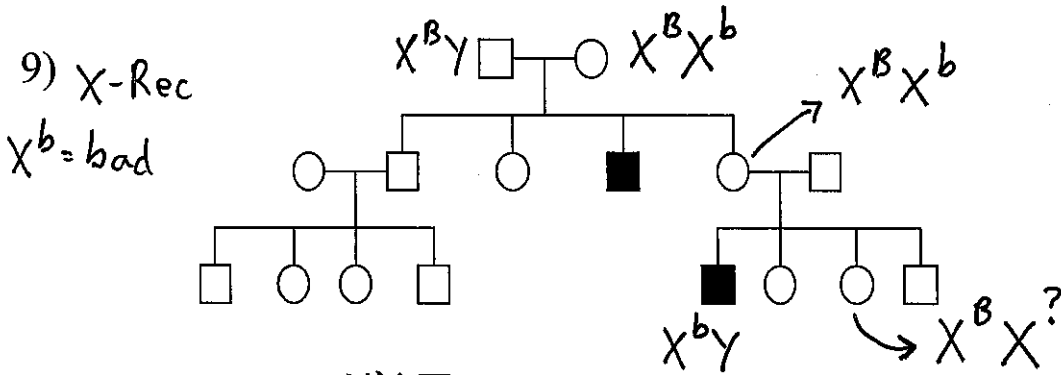 9) X-Rec
X^b = bad
X^B Y
X^B X^b
X^B X^b
X^b Y
X^B X^?